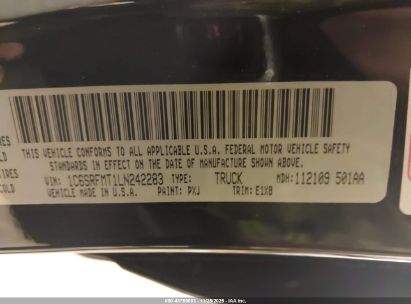 THIS VEHICLE CONFORMS TO ALL APPLICABLE U.S.A. FEDERAL MOTOR VEHICLE SAFETY
STANDARDS IN EFFECT ON THE DATE OF MANUFACTURE SHOWN ABOVE.
VIN: 1C6SRFMT1LN242283 TYPE: TRUCK MDH: 112109 501AA
VEHICLE MADE IN U.S.A. PAINT: PXJ TRIM: E1X8